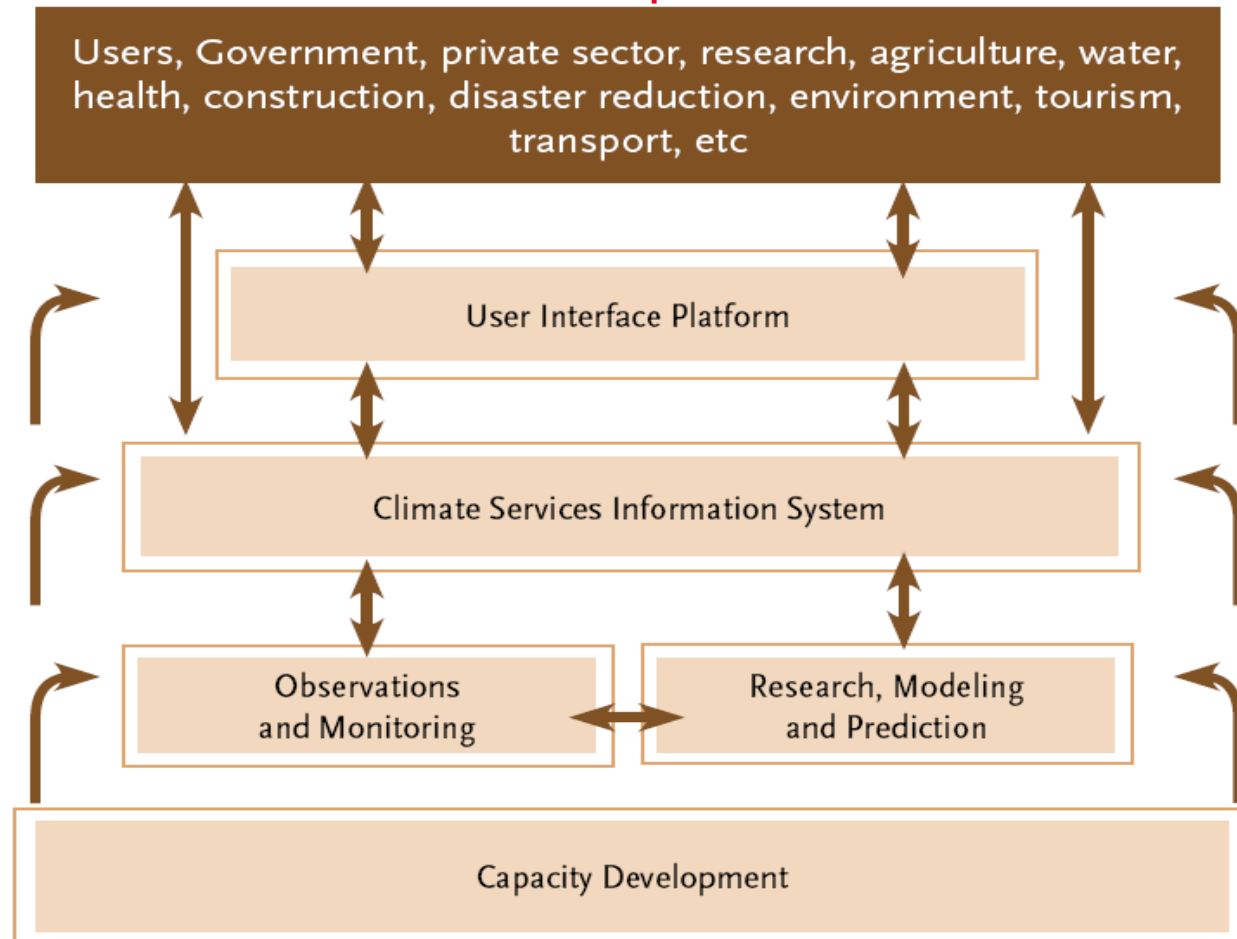 Users, Government, private sector, research, agriculture, water,
health, construction, disaster reduction, environment, tourism,
transport, etc
User Interface Platform
Climate Services Information System
Observations
and Monitoring
Research, Modeling
and Prediction
Capacity Development